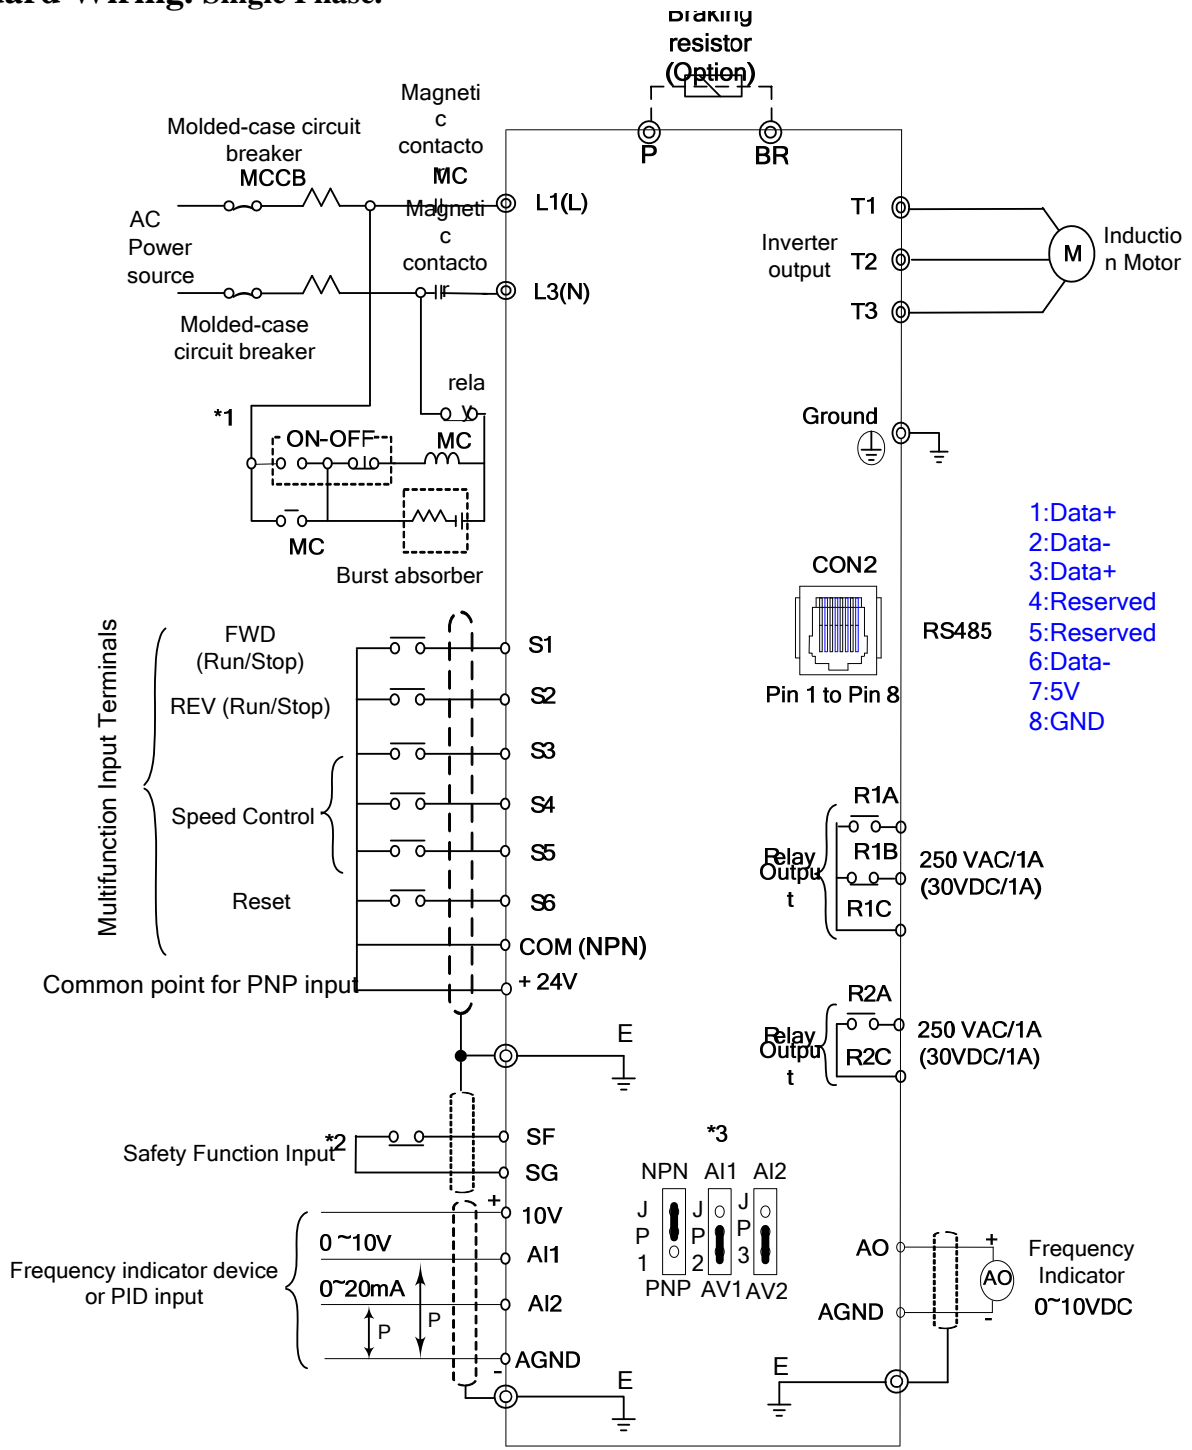 Single Phase.
Braking
resistor
(Option)
P
BR
Magneti
c
contacto
r
MC
Molded-case circuit
breaker
MCCB
L1(L)
AC
Power
source
Magneti
c
contacto
r
L3(N)
Molded-case
circuit breaker
T1
Inverter
output
T2
T3
M
Inductio
n Motor
rela
y
*1
ON-OFF
MC
MC
Burst absorber
Ground
CON2
Pin 1 to Pin 8
RS485
1:Data+
2:Data-
3:Data+
4:Reserved
5:Reserved
6:Data-
7:5V
8:GND
Multifunction Input Terminals
FWD
(Run/Stop)
S1
REV (Run/Stop)
S2
S3
Speed Control
S4
S5
Reset
S6
COM (NPN)
Common point for PNP input
+ 24V
E
R1A
R1B
R1C
Relay
Outpu
t
250 VAC/1A
(30VDC/1A)
R2A
R2C
Relay
Outpu
t
250 VAC/1A
(30VDC/1A)
Safety Function Input
*2
SF
SG
*3
NPN AI1 AI2
JP1
JP2
JP3
PNP AV1 AV2
+
10V
0 ~10V
AI1
Frequency indicator device
or PID input
0~20mA
AI2
P
P
AGND
-
E
AO
AGND
+
AO
-
Frequency
Indicator
0~10VDC
E